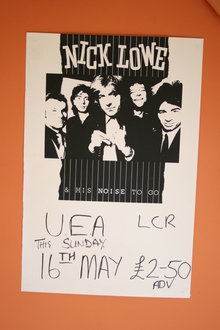 NICK LOWE
& HIS NOISE TO GO
UEA LCR
THIS SUNDAY
16TH MAY £2-50
ADV